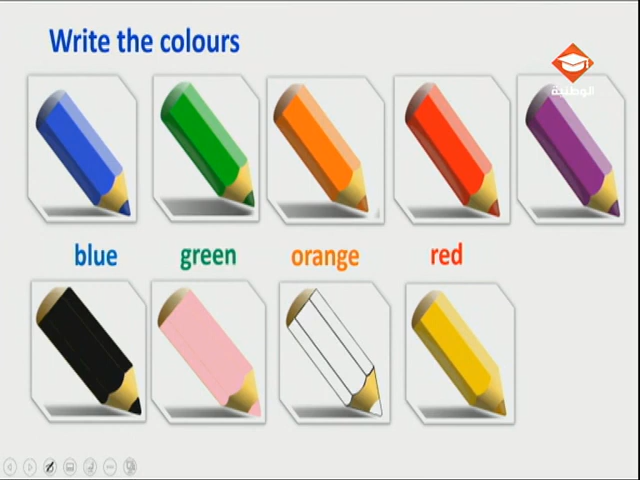 Write the colours
الوطنية
blue green orange red